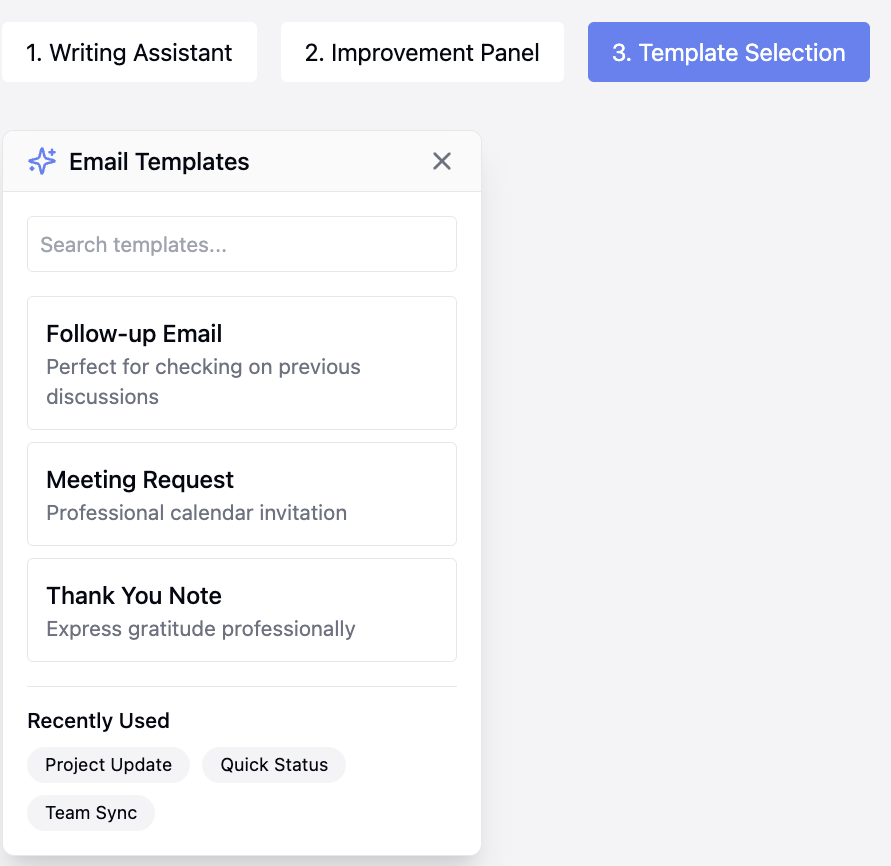 1. Writing Assistant
2. Improvement Panel
3. Template Selection
Email Templates
Search templates...
Follow-up Email
Perfect for checking on previous
discussions
Meeting Request
Professional calendar invitation
Thank You Note
Express gratitude professionally
Recently Used
Project Update
Quick Status
Team Sync